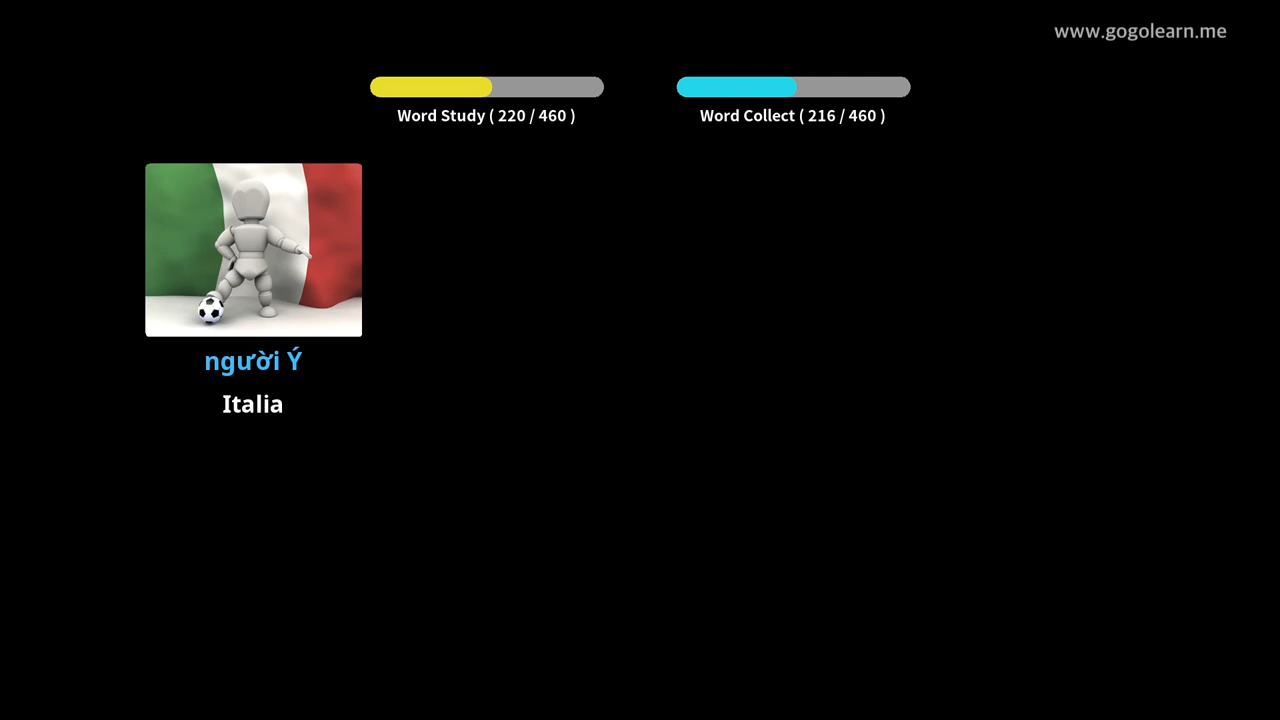 www.gogolearn.me
Word Study ( 220 / 460 )
Word Collect ( 216 / 460 )
người Ý
Italia